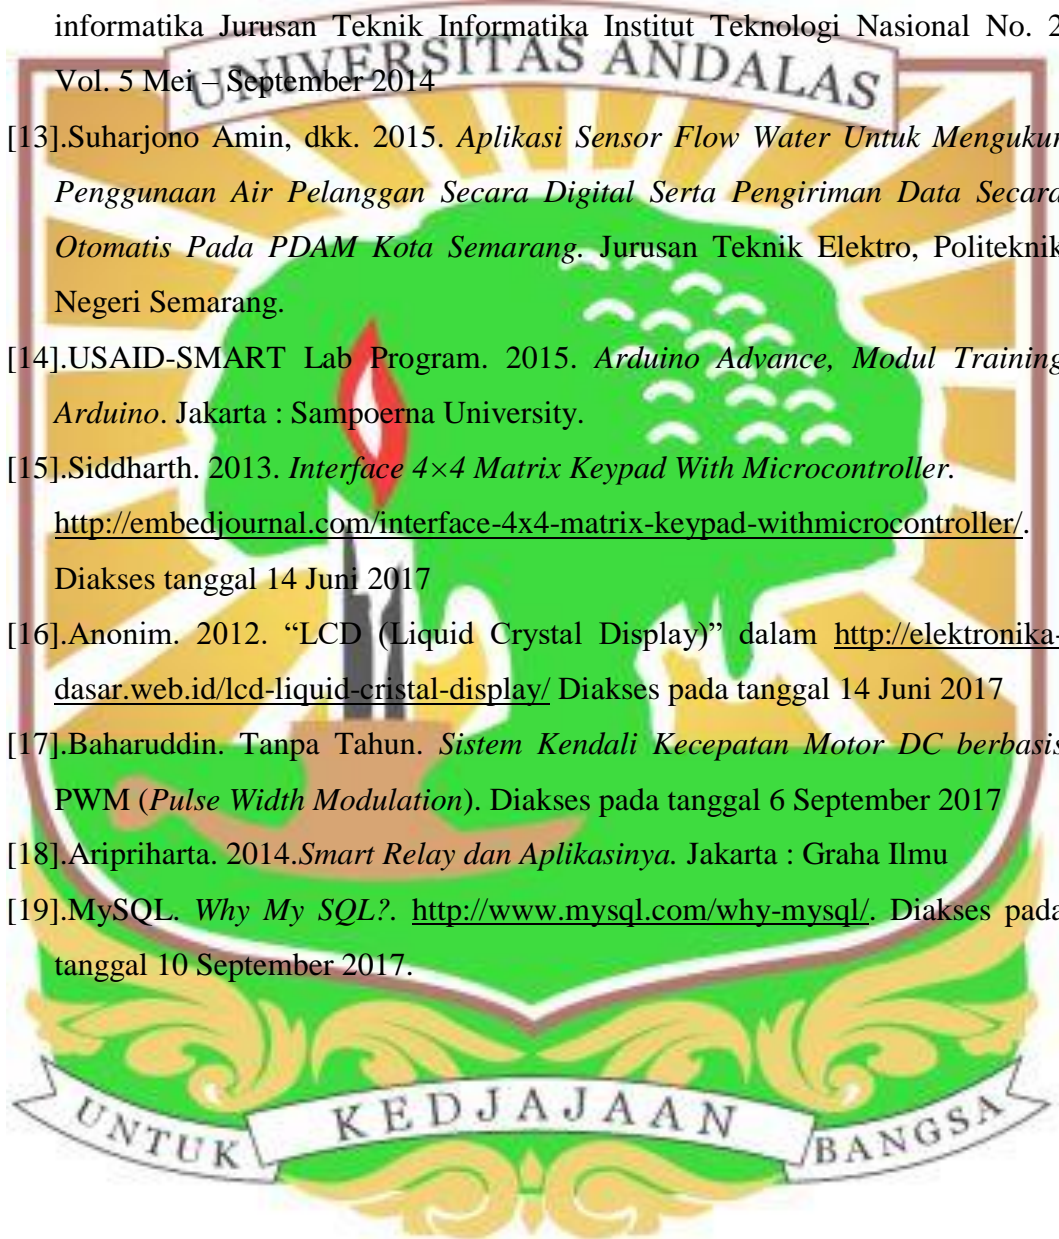 informatika Jurusan Teknik Informatika Institut Teknologi Nasional No. 2
UNIVERSITAS ANDALAS
Vol. 5 Mei – September 2014
[13].Suharjono Amin, dkk. 2015. Aplikasi Sensor Flow Water Untuk Mengukur
Penggunaan Air Pelanggan Secara Digital Serta Pengiriman Data Secara
Otomatis Pada PDAM Kota Semarang. Jurusan Teknik Elektro, Politeknik
Negeri Semarang.
[14].USAID-SMART Lab Program. 2015. Arduino Advance, Modul Training
Arduino. Jakarta : Sampoerna University.
[15].Siddharth. 2013. Interface 4×4 Matrix Keypad With Microcontroller.
http://embedjournal.com/interface-4x4-matrix-keypad-withmicrocontroller/.
Diakses tanggal 14 Juni 2017
[16].Anonim. 2012. “LCD (Liquid Crystal Display)” dalam http://elektronika-
dasar.web.id/lcd-liquid-cristal-display/ Diakses pada tanggal 14 Juni 2017
[17].Baharuddin. Tanpa Tahun. Sistem Kendali Kecepatan Motor DC berbasis
PWM (Pulse Width Modulation). Diakses pada tanggal 6 September 2017
[18].Aripriharta. 2014.Smart Relay dan Aplikasinya. Jakarta : Graha Ilmu
[19].MySQL. Why My SQL?. http://www.mysql.com/why-mysql/. Diakses pada
tanggal 10 September 2017.
UNTUK KEDJAJAAN BANGSA